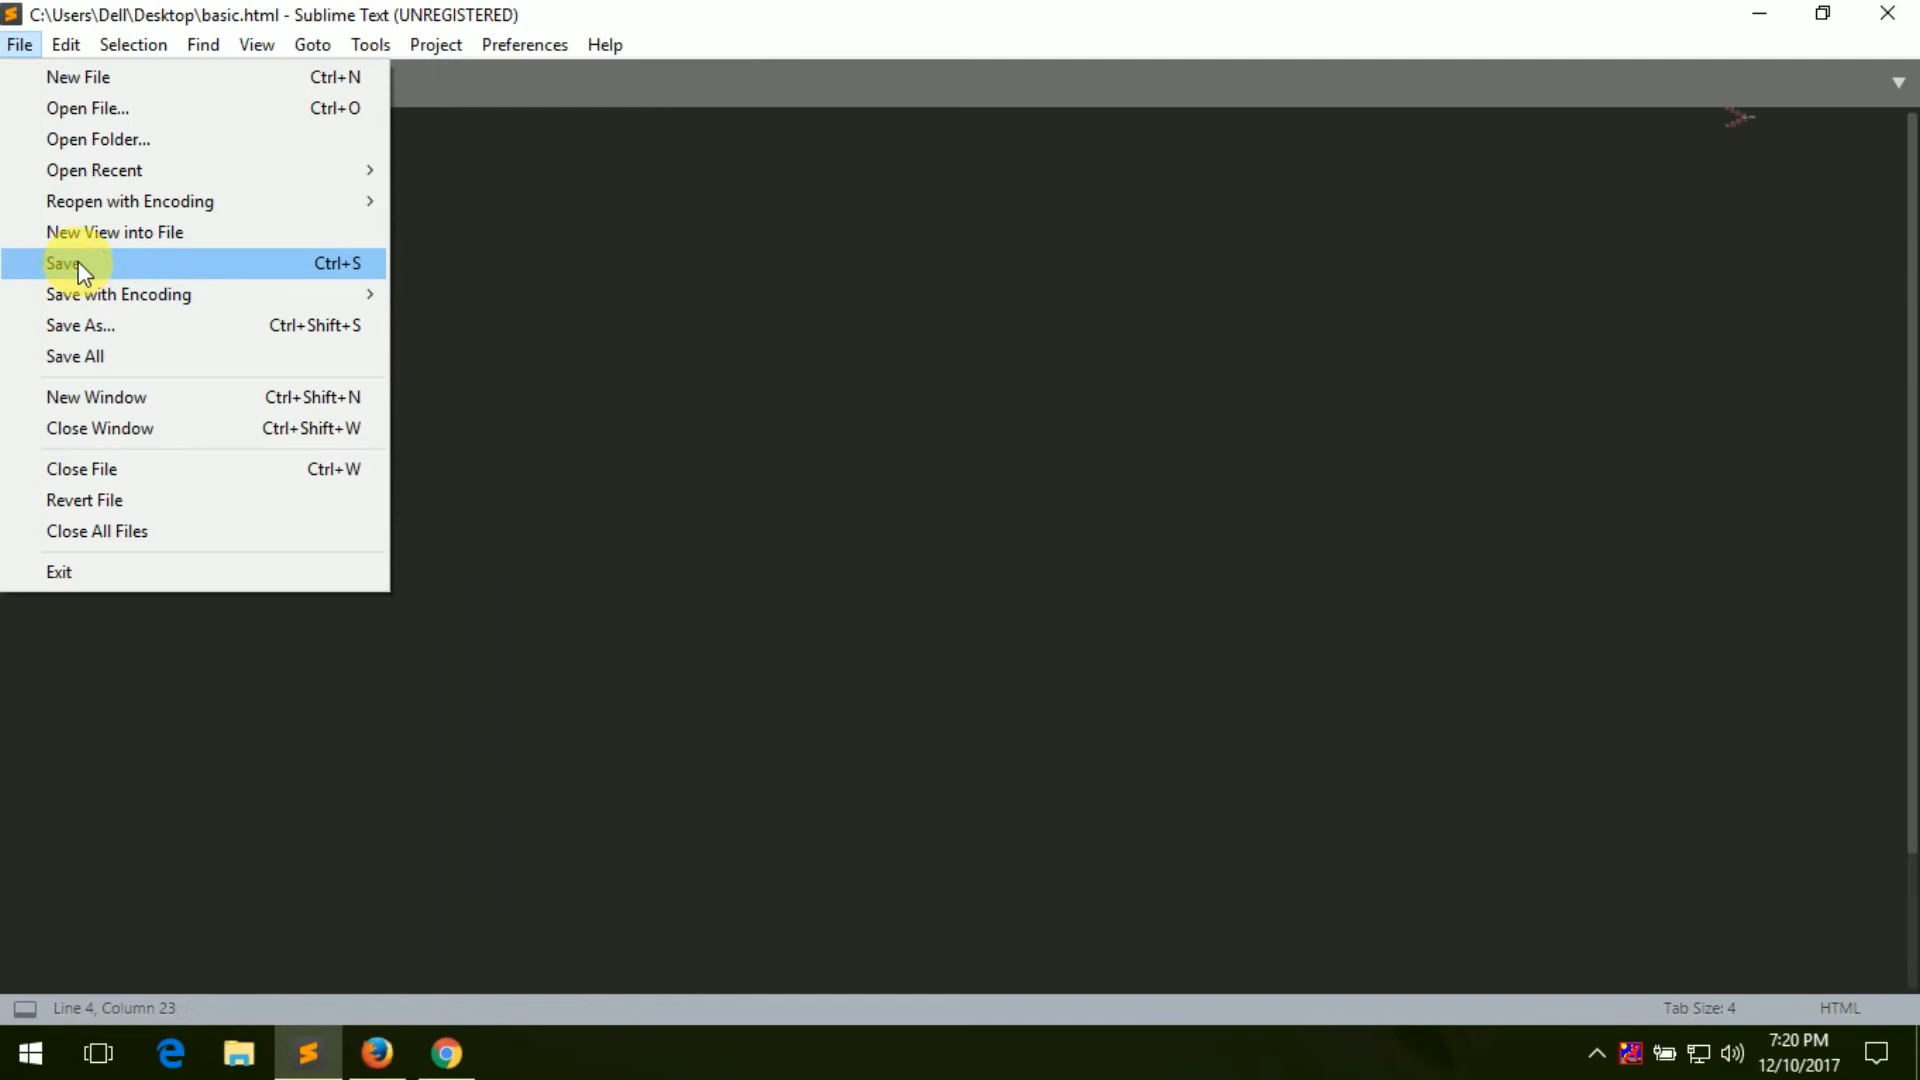 C:\Users\Dell\Desktop\basic.html - Sublime Text (UNREGISTERED)
File Edit Selection Find View Goto Tools Project Preferences Help
New File Ctrl+N
Open File... Ctrl+O
Open Folder...
Open Recent
Reopen with Encoding
New View into File
Save Ctrl+S
Save with Encoding
Save As... Ctrl+Shift+S
Save All
New Window Ctrl+Shift+N
Close Window Ctrl+Shift+W
Close File Ctrl+W
Revert File
Close All Files
Exit
Line 4, Column 23 Tab Size: 4 HTML
7:20 PM
12/10/2017